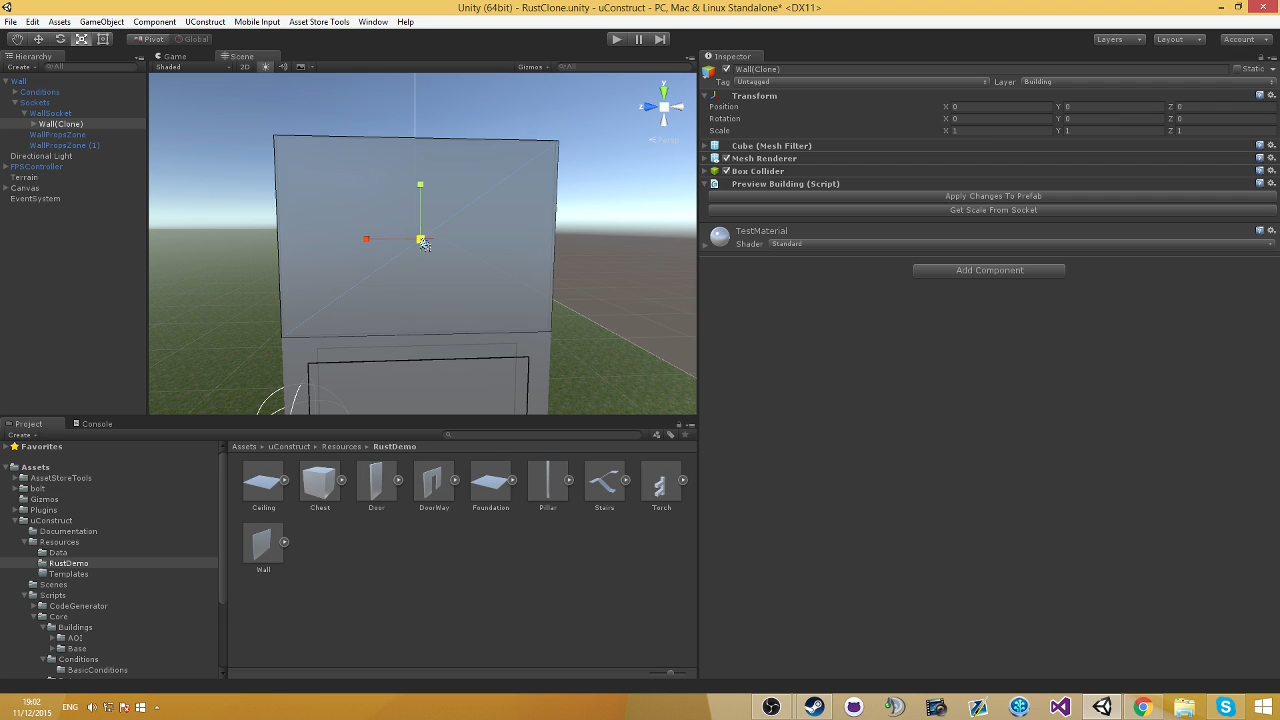 Unity (64bit) - RustClone.unity - uConstruct - PC, Mac & Linux Standalone* <DX11>
File Edit Assets GameObject Component UConstruct Mobile Input Asset Store Tools Window Help
Pivot Global Layers Layout Account
Hierarchy Game Scene Inspector
Create All Shaded 2D Gizmos All Wall(Clone) Static
Tag Untagged Layer Building
Wall
Conditions
Sockets
WallSocket
Wall(Clone)
WallPropsZone
WallPropsZone (1)
Directional Light
FPSController
Terrain
Canvas
EventSystem
y
z
Persp
Transform
Position X 0 Y 0 Z 0
Rotation X 0 Y 0 Z 0
Scale X 1 Y 1 Z 1
Cube (Mesh Filter)
Mesh Renderer
Box Collider
Preview Building (Script)
Apply Changes To Prefab
Get Scale From Socket
TestMaterial
Shader Standard
Add Component
Project Console
Create
Favorites
Assets
AssetStoreTools
bolt
Gizmos
Plugins
uConstruct
Documentation
Resources
Data
RustDemo
Templates
Scenes
Scripts
CodeGenerator
Core
Buildings
AOI
Base
Conditions
BasicConditions
Assets uConstruct Resources RustDemo
Ceiling Chest Door DoorWay Foundation Pillar Stairs Torch
Wall
19:02
11/12/2015
ENG